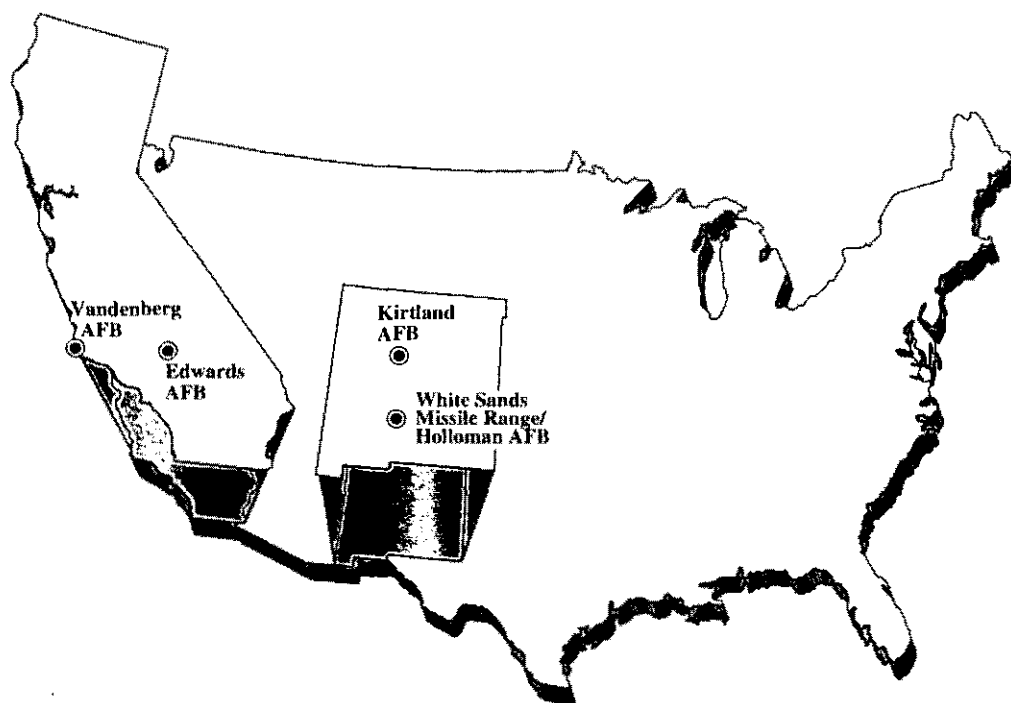 Vandenberg
AFB
Edwards
AFB
Kirtland
AFB
White Sands
Missile Range/
Holloman AFB